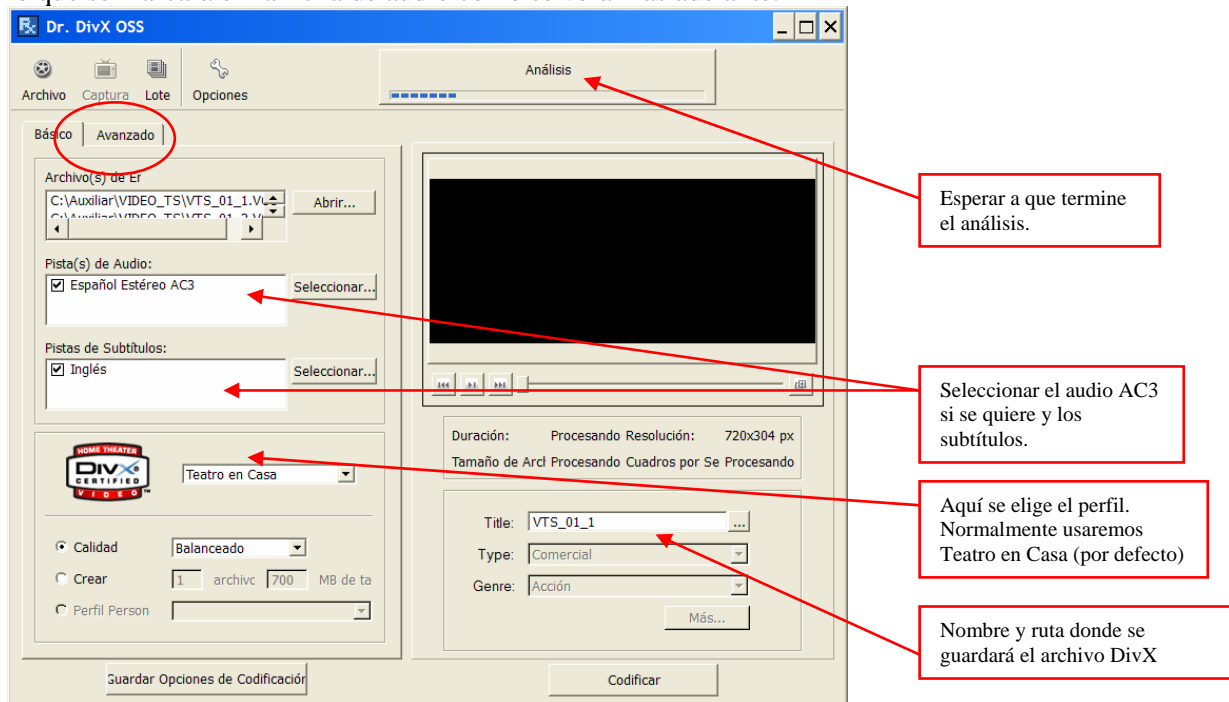 Dr. DivX OSS
Archivo Captura Lote Opciones
Análisis
Básico Avanzado
Archivo(s) de Er
C:\Auxiliar\VIDEO_TS\VTS_01_1.V
Abrir...
Pista(s) de Audio:
Español Estéreo AC3
Seleccionar...
Pistas de Subtítulos:
Inglés
Seleccionar...
HOME THEATER
DIVX
CERTIFIED
VIDEO™
Teatro en Casa
Calidad Balanceado
Crear 1 archivc 700 MB de ta
Perfil Person
Guardar Opciones de Codificación
Duración: Procesando Resolución: 720x304 px
Tamaño de Arcl Procesando Cuadros por Se Procesando
Title: VTS_01_1 ...
Type: Comercial
Genre: Acción
Más...
Codificar
Esperar a que termine
el análisis.
Seleccionar el audio AC3
si se quiere y los
subtítulos.
Aquí se elige el perfil.
Normalmente usaremos
Teatro en Casa (por defecto)
Nombre y ruta donde se
guardará el archivo DivX